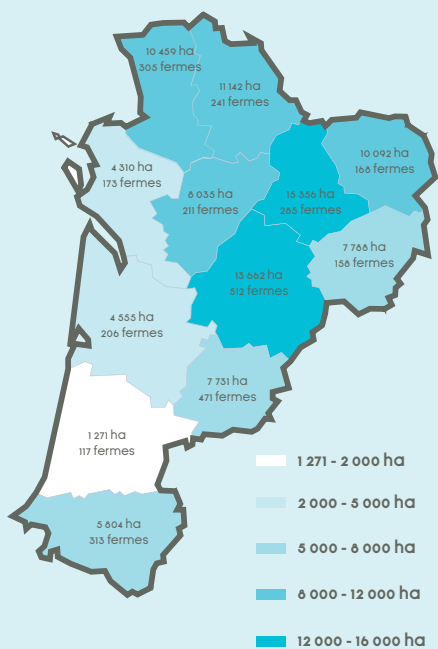 10 459 ha
305 fermes
11 142 ha
241 fermes
4 310 ha
173 fermes
8 035 ha
211 fermes
15 356 ha
285 fermes
10 092 ha
168 fermes
7 788 ha
158 fermes
13 662 ha
512 fermes
4 555 ha
206 fermes
7 731 ha
471 fermes
1 271 ha
117 fermes
5 804 ha
313 fermes
1 271 - 2 000 ha
2 000 - 5 000 ha
5 000 - 8 000 ha
8 000 - 12 000 ha
12 000 - 16 000 ha